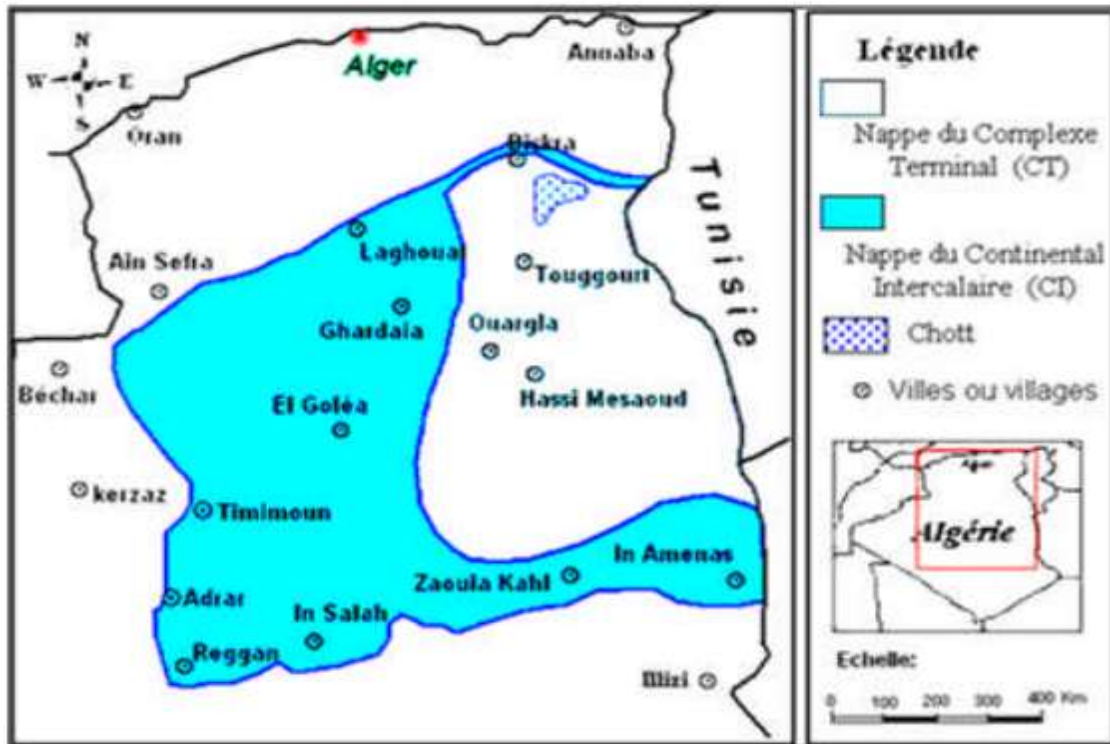 N
W E
S
Alger
Annaba
Oran
Biskra
Tunisie
Laghouat
Ain Sefra
Touggourt
Ghardaia
Ouargla
Béchar
Hassi Mesaoud
El Goléa
kerzaz
Timimoun
In Amenas
Zaouia Kahl
Adrar
In Salah
Reggan
Illizi
Légende
Nappe du Complexe
Terminal (CT)
Nappe du Continental
Intercalaire (CI)
Chott
Villes ou villages
Alger
Algérie
Echelle:
0 100 200 300 400 Km